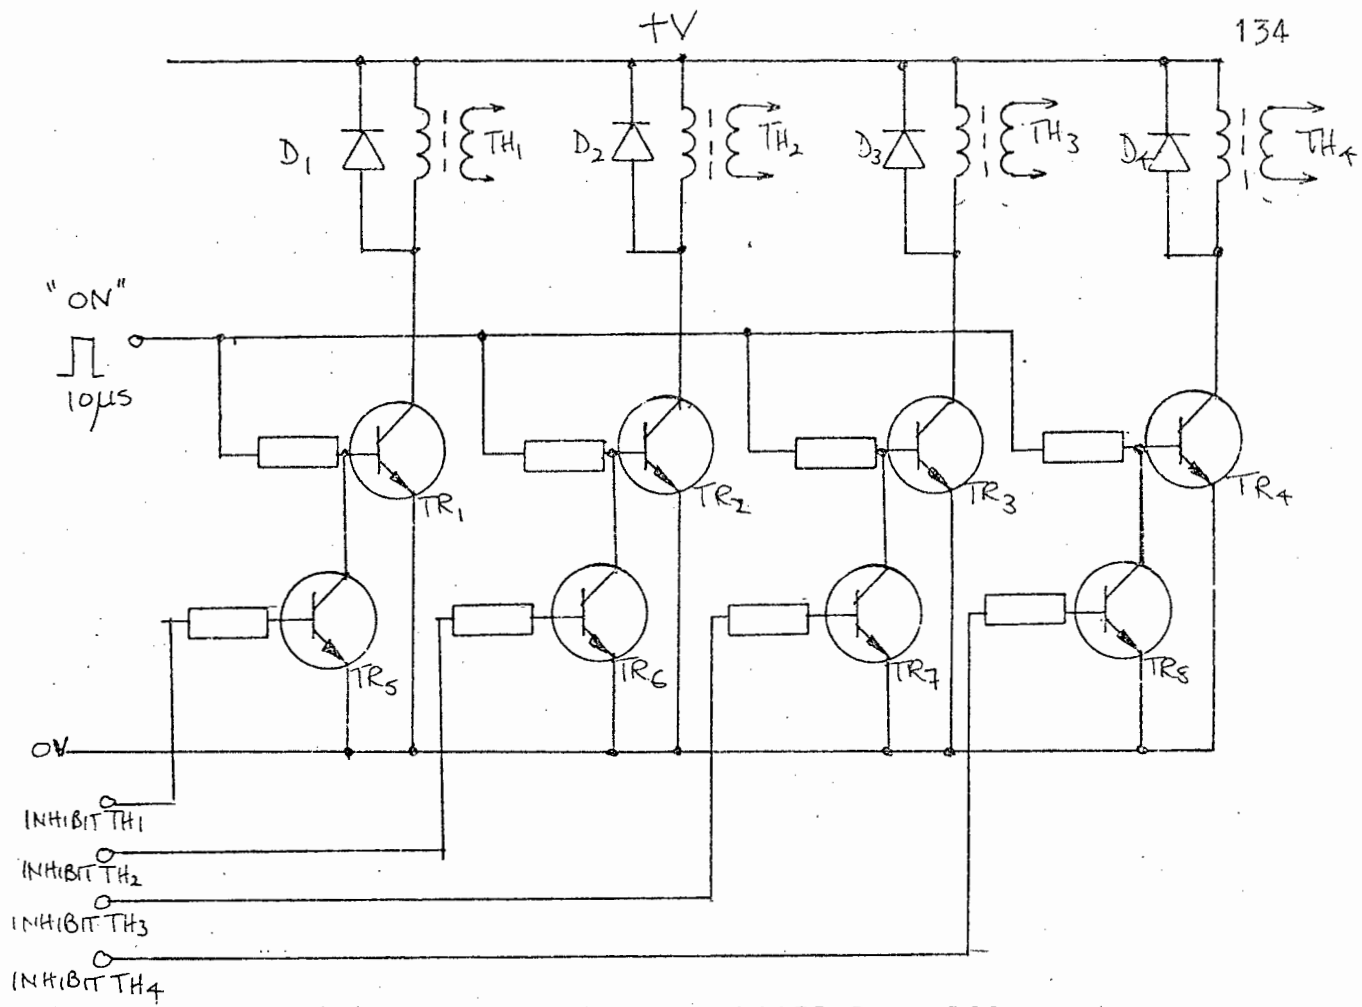 +V
134
D1
TH1
D2
TH2
D3
TH3
D4
TH4
"ON"
10µs
TR1
TR2
TR3
TR4
TR5
TR6
TR7
TR8
0V
INHIBIT TH1
INHIBIT TH2
INHIBIT TH3
INHIBIT TH4